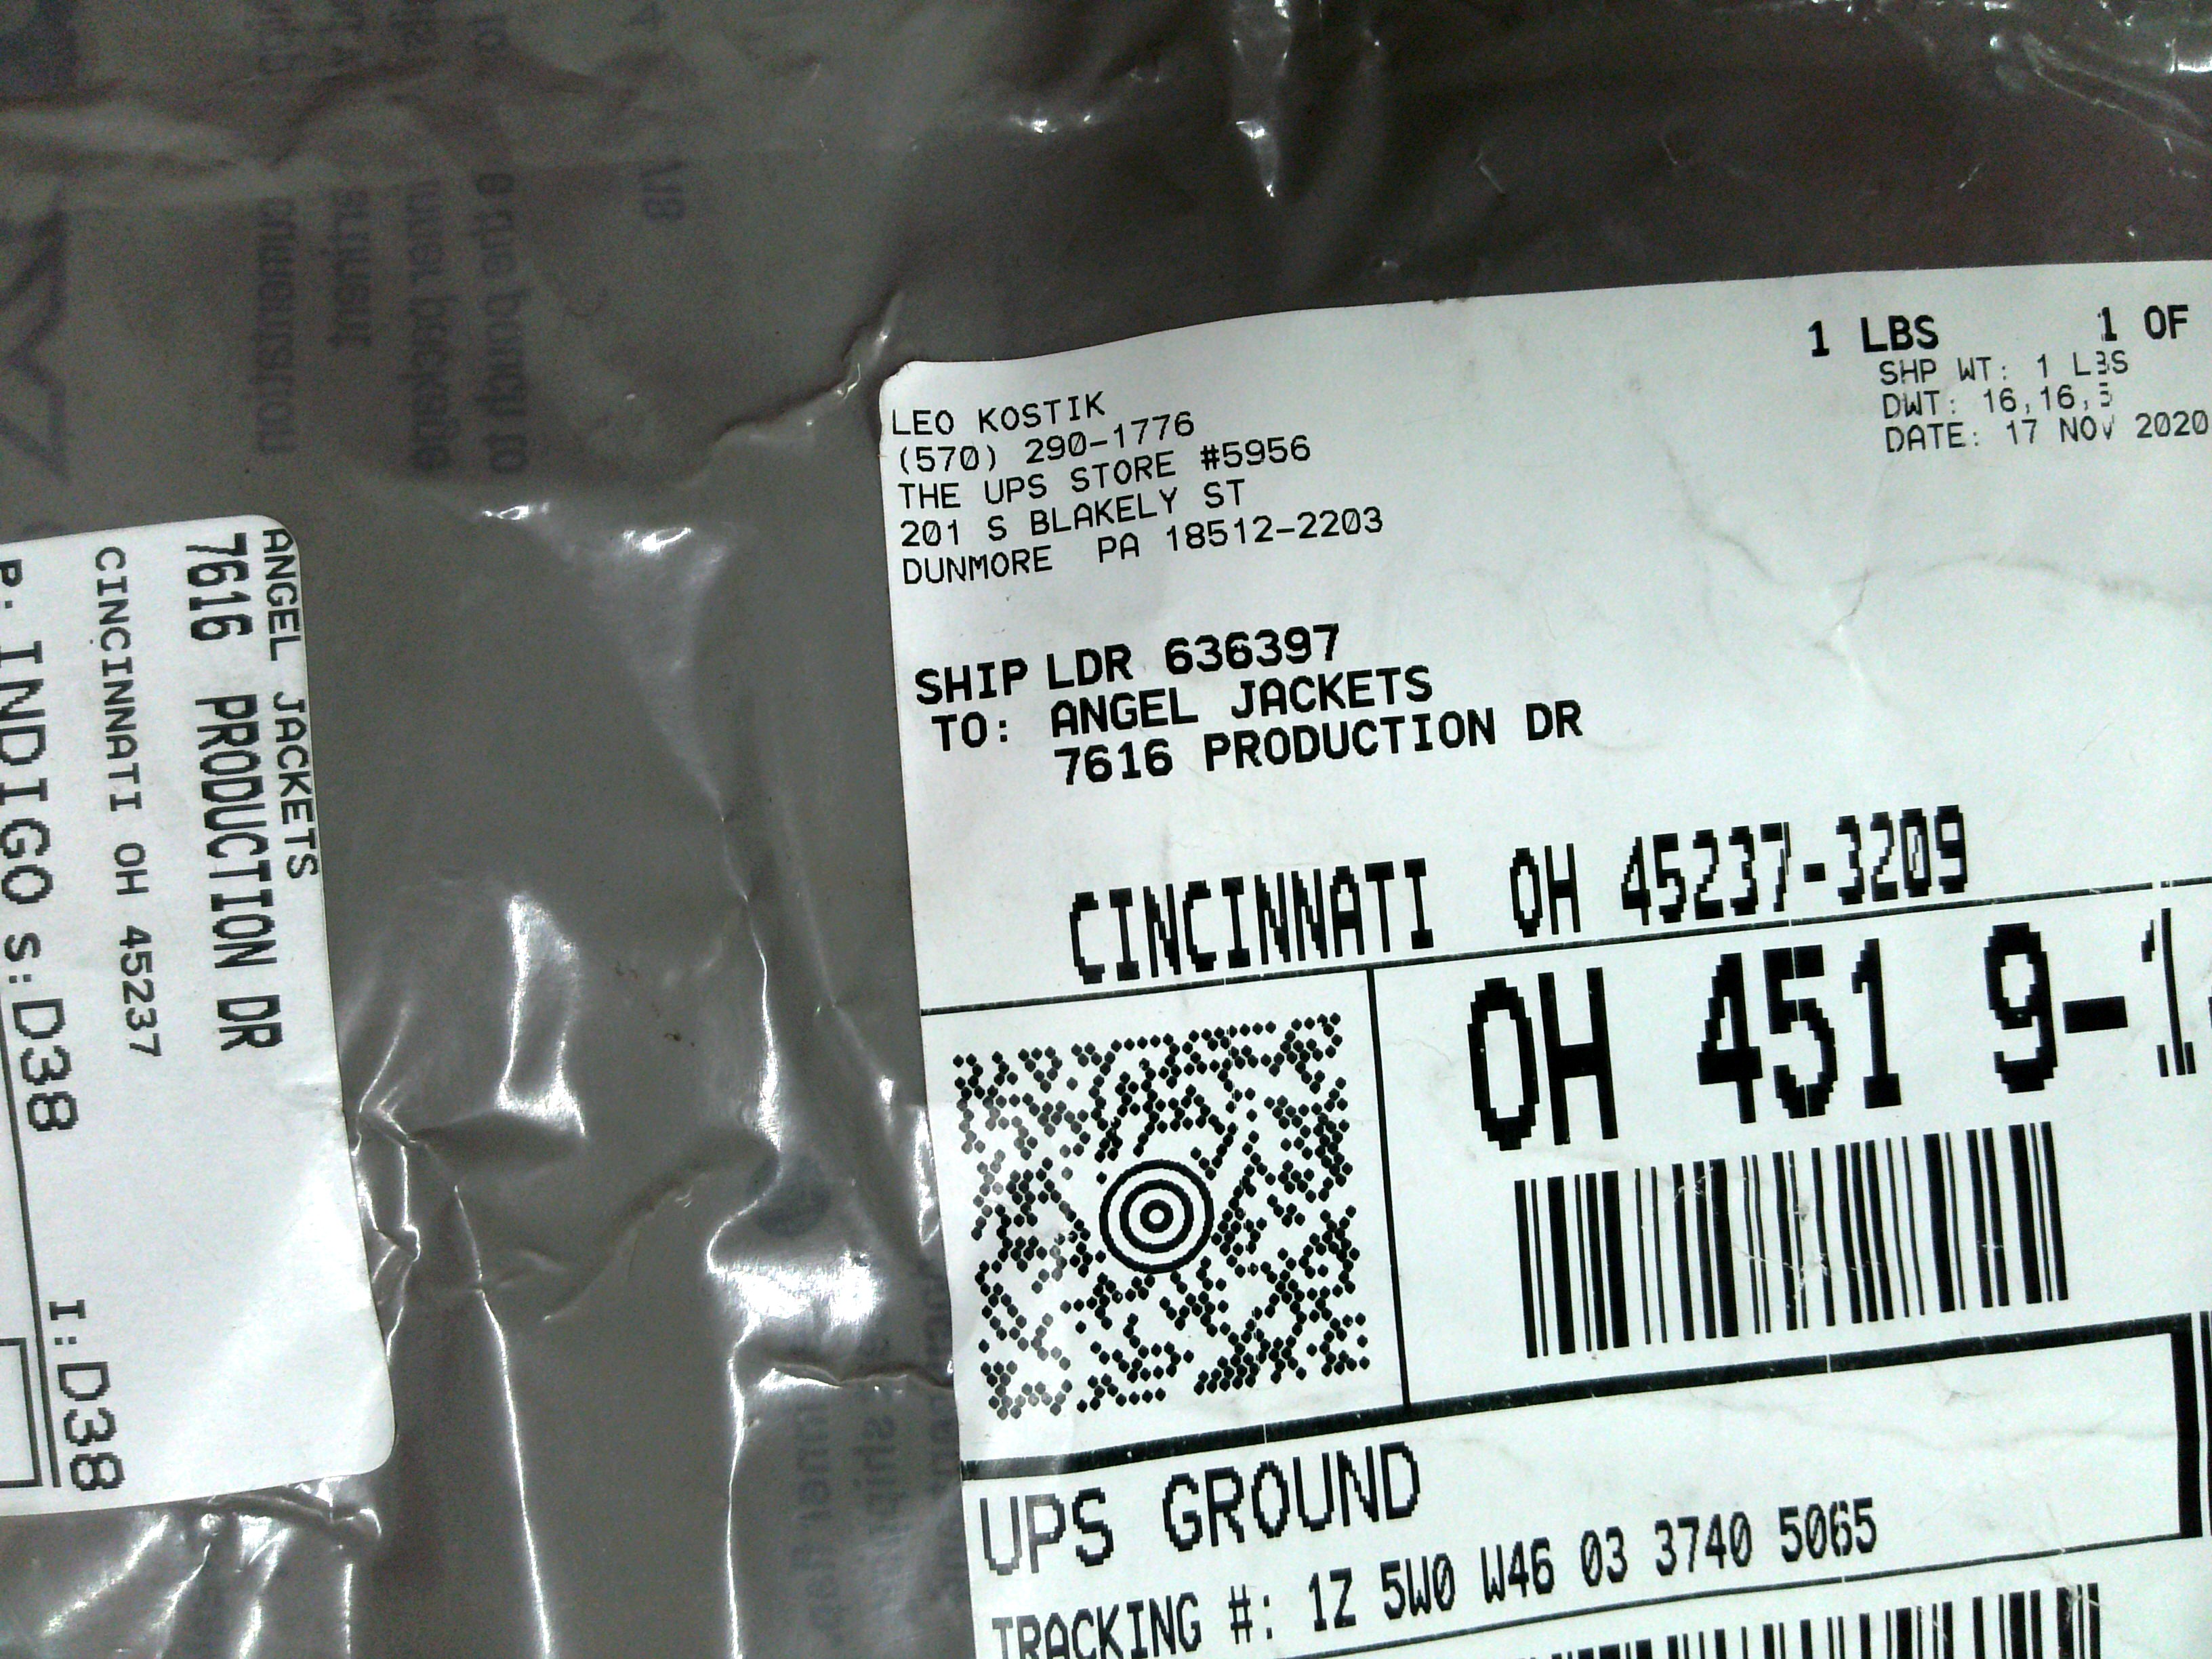 LEO KOSTIK
(570) 290-1776
THE UPS STORE #5956
201 S BLAKELY ST
DUNMORE PA 18512-2203
1 LBS 1 OF
SHP WT: 1 LBS
DWT: 16,16,5
DATE: 17 NOV 2020
SHIP LDR 636397
TO: ANGEL JACKETS
7616 PRODUCTION DR
CINCINNATI OH 45237-3209
OH 451 9-1
UPS GROUND
TRACKING #: 1Z 5W0 W46 03 3740 5065
ANGEL JACKETS
7616 PRODUCTION DR
CINCINNATI OH 45237
P: INDIGO S:D38 I:D38